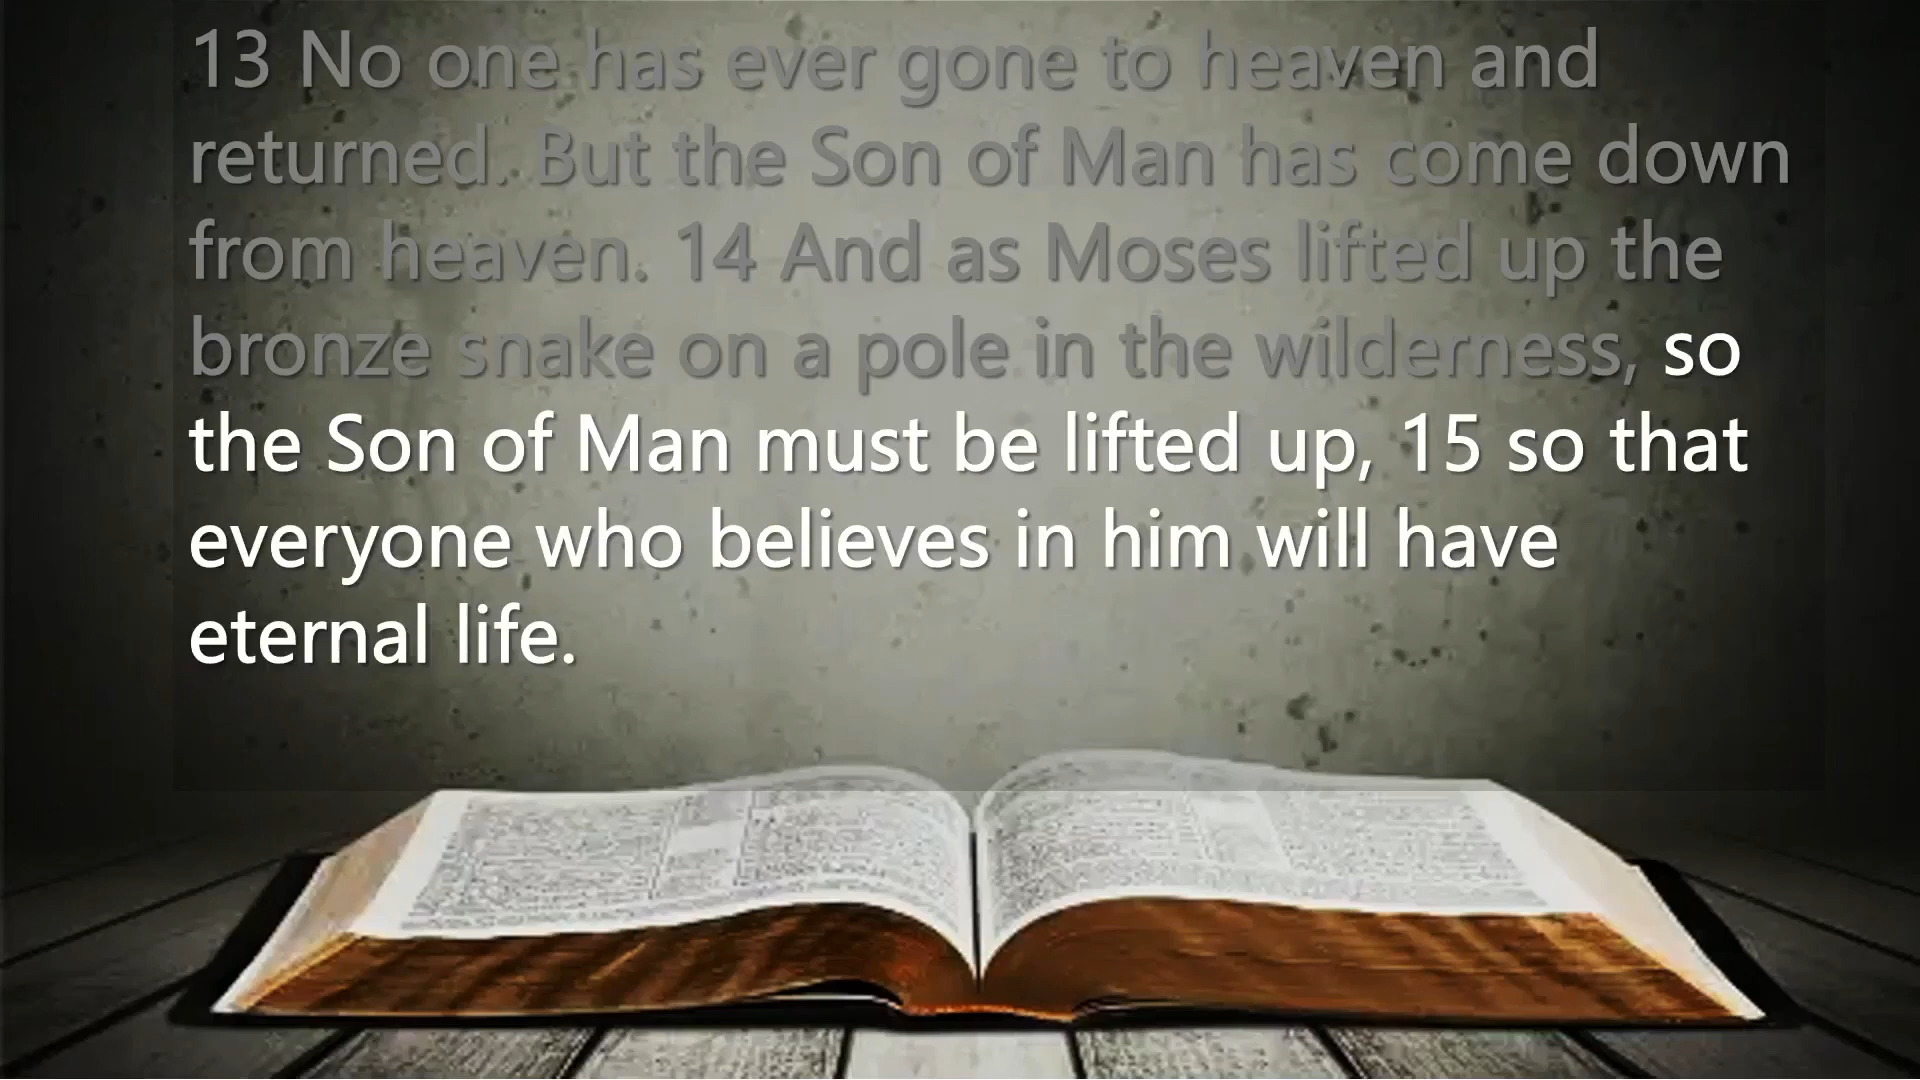 13 No one has ever gone to heaven and
returned. But the Son of Man has come down
from heaven. 14 And as Moses lifted up the
bronze snake on a pole in the wilderness, so
the Son of Man must be lifted up, 15 so that
everyone who believes in him will have
eternal life.